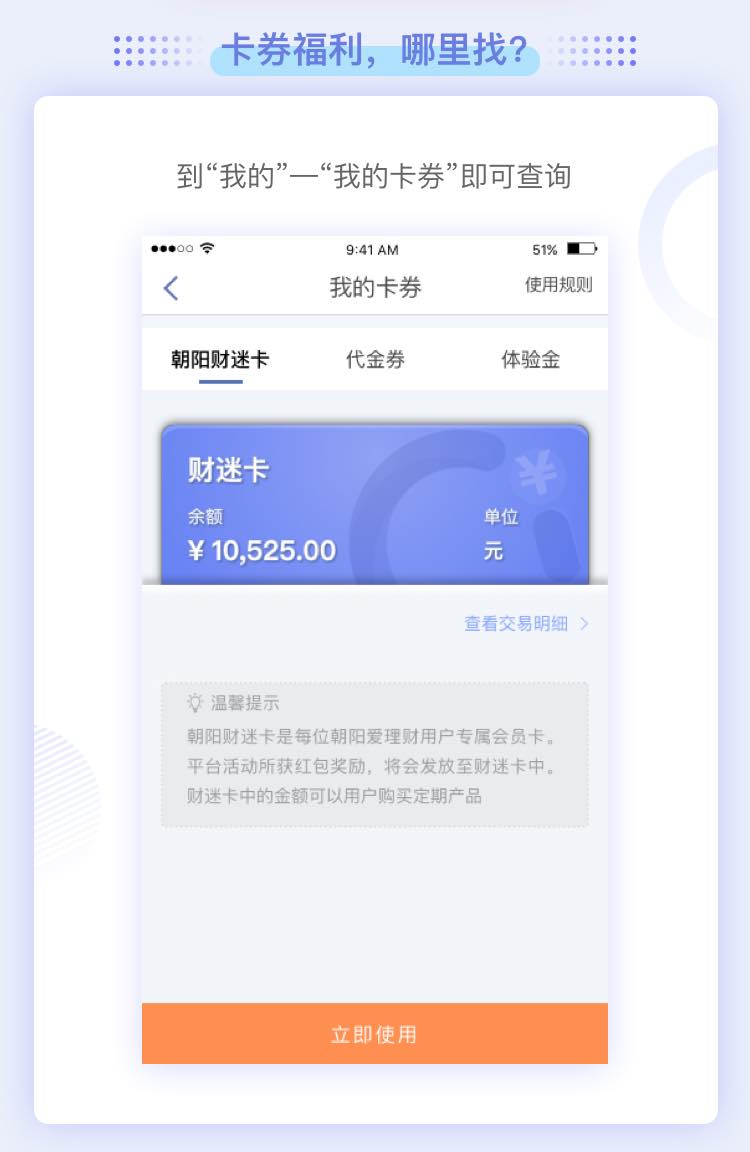 卡券福利，哪里找?
到“我的”—“我的卡券”即可查询
9:41 AM
51%
我的卡券
使用规则
朝阳财迷卡
代金券
体验金
财迷卡
¥
余额
单位
¥ 10,525.00
元
查看交易明细 >
温馨提示
朝阳财迷卡是每位朝阳爱理财用户专属会员卡。
平台活动所获红包奖励，将会发放至财迷卡中。
财迷卡中的金额可以用户购买定期产品
立即使用